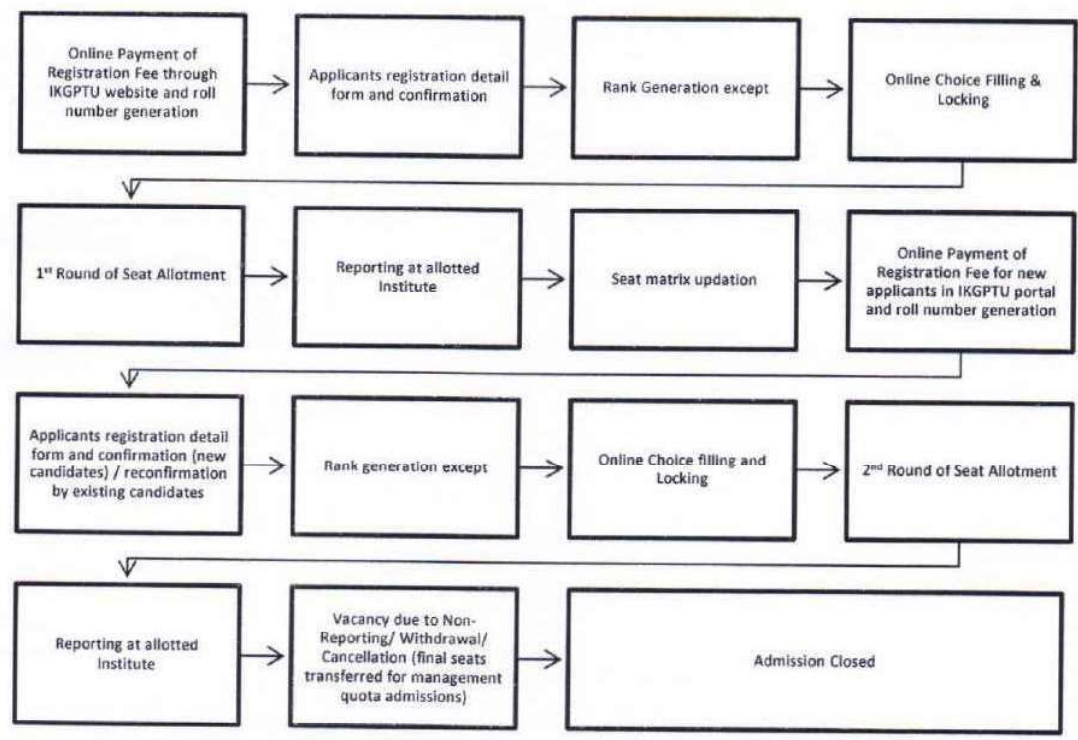 Online Payment of
Registration Fee through
IKGPTU website and roll
number generation
Applicants registration detail
form and confirmation
Rank Generation except
Online Choice Filling &
Locking
1st Round of Seat Allotment
Reporting at allotted
Institute
Seat matrix updation
Online Payment of
Registration Fee for new
applicants in IKGPTU portal
and roll number generation
Applicants registration detail
form and confirmation (new
candidates) / reconfirmation
by existing candidates
Rank generation except
Online Choice filling and
Locking
2nd Round of Seat Allotment
Reporting at allotted
Institute
Vacancy due to Non-
Reporting/ Withdrawal/
Cancellation (final seats
transferred for management
quota admissions)
Admission Closed